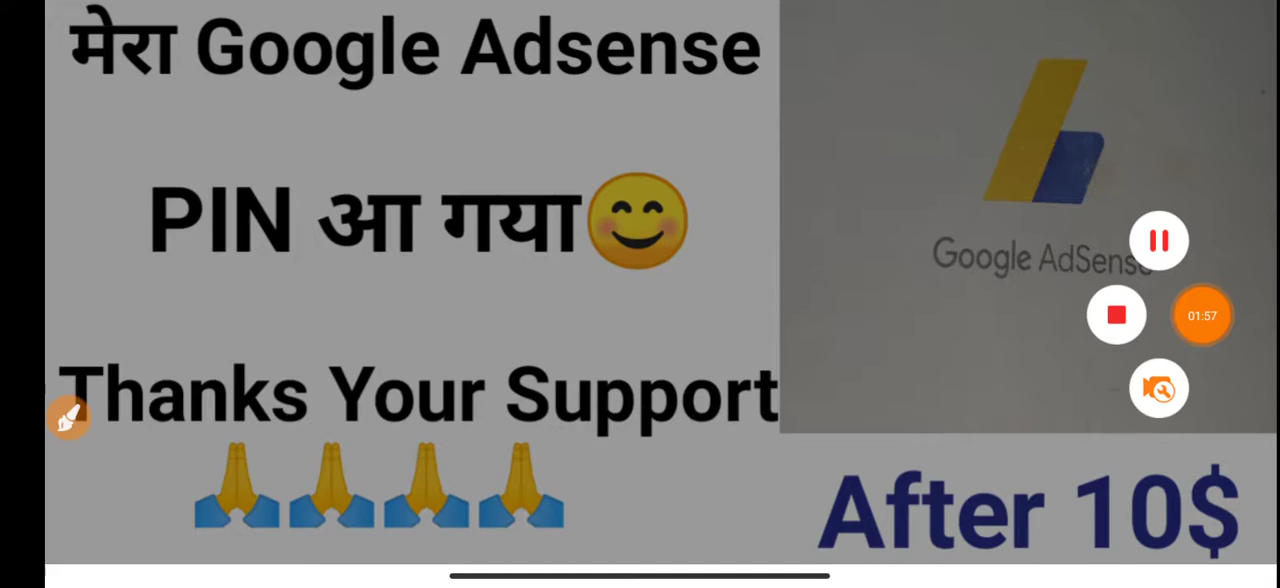 मेरा Google Adsense
PIN आ गया😊
Thanks Your Support
🙏🙏🙏🙏
Google AdSense
After 10$
01:57